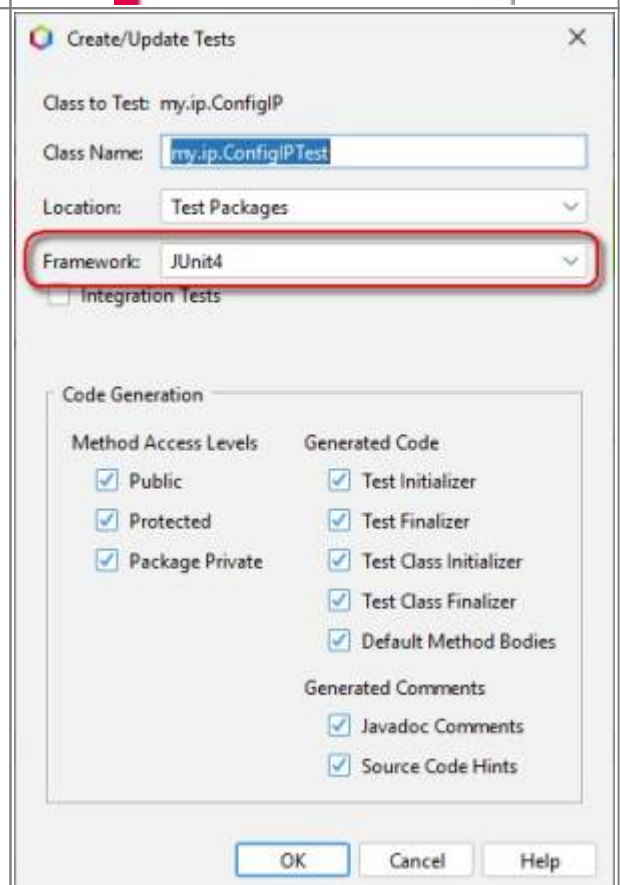 Create/Update Tests
Class to Test: my.ip.ConfigIP
Class Name: my.ip.ConfigIPTest
Location: Test Packages
Framework: JUnit4
Integration Tests
Code Generation
Method Access Levels
Public
Protected
Package Private
Generated Code
Test Initializer
Test Finalizer
Test Class Initializer
Test Class Finalizer
Default Method Bodies
Generated Comments
Javadoc Comments
Source Code Hints
OK Cancel Help